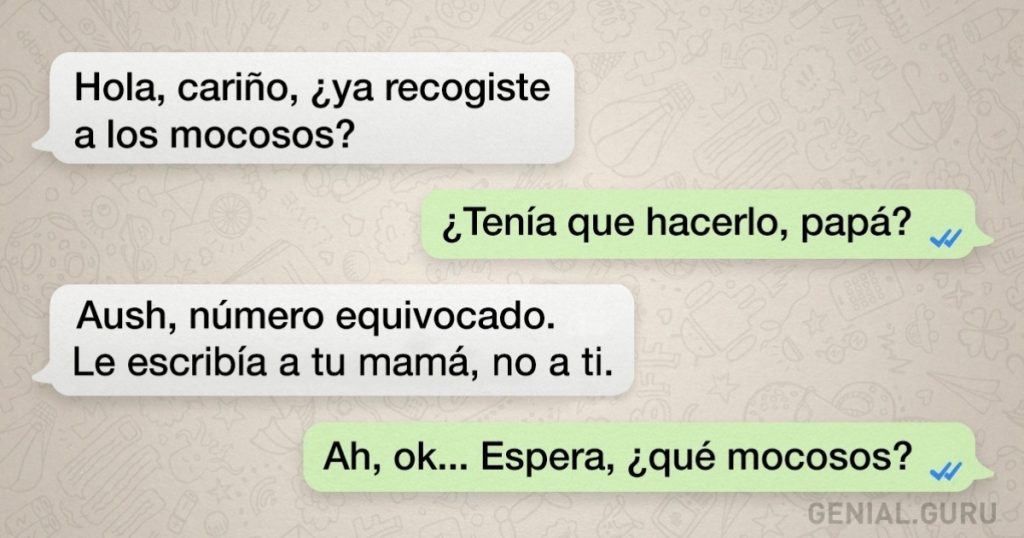 Hola, cariño, ¿ya recogiste
a los mocosos?
¿Tenía que hacerlo, papá?
Aush, número equivocado.
Le escribía a tu mamá, no a ti.
Ah, ok... Espera, ¿qué mocosos?
GENIAL.GURU